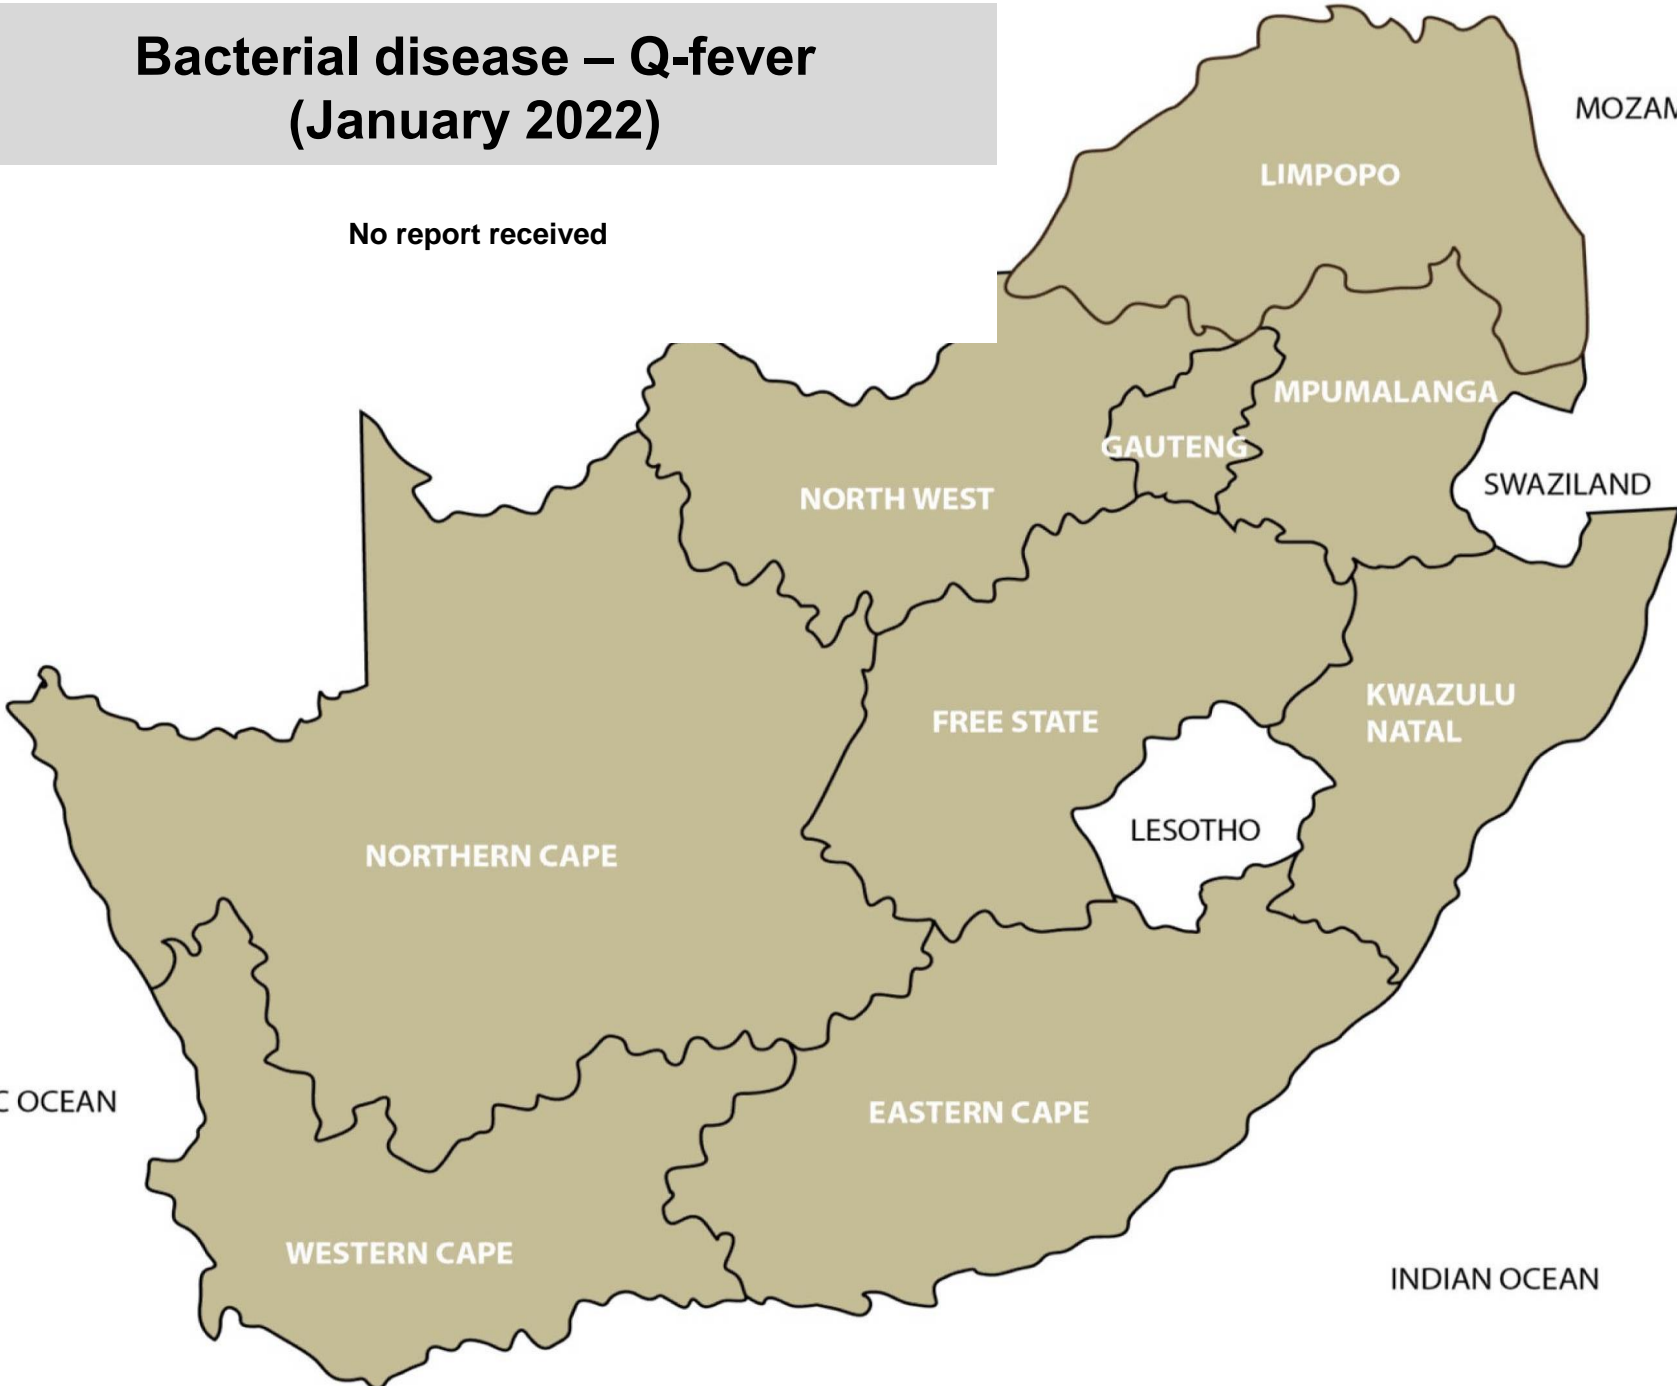 Bacterial disease – Q-fever
(January 2022)
No report received
MOZAM
LIMPOPO
MPUMALANGA
GAUTENG
NORTH WEST
SWAZILAND
KWAZULU
NATAL
FREE STATE
LESOTHO
NORTHERN CAPE
C OCEAN
EASTERN CAPE
WESTERN CAPE
INDIAN OCEAN